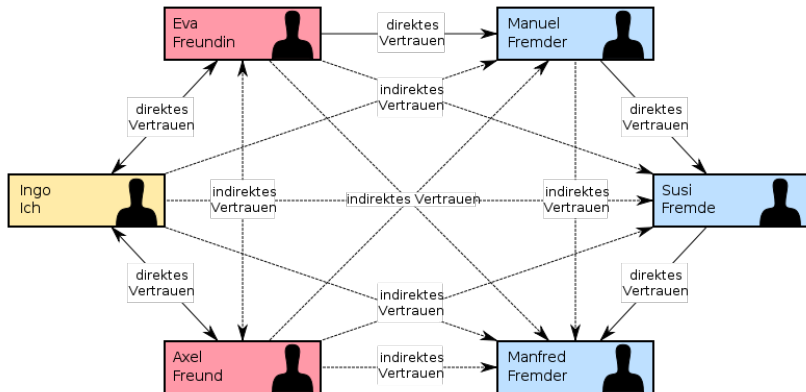 Eva
Freundin
direktes
Vertrauen
Manuel
Fremder
indirektes
Vertrauen
direktes
Vertrauen
direktes
Vertrauen
Ingo
Ich
indirektes
Vertrauen
indirektes Vertrauen
indirektes
Vertrauen
Susi
Fremde
direktes
Vertrauen
direktes
Vertrauen
indirektes
Vertrauen
Axel
Freund
indirektes
Vertrauen
Manfred
Fremder